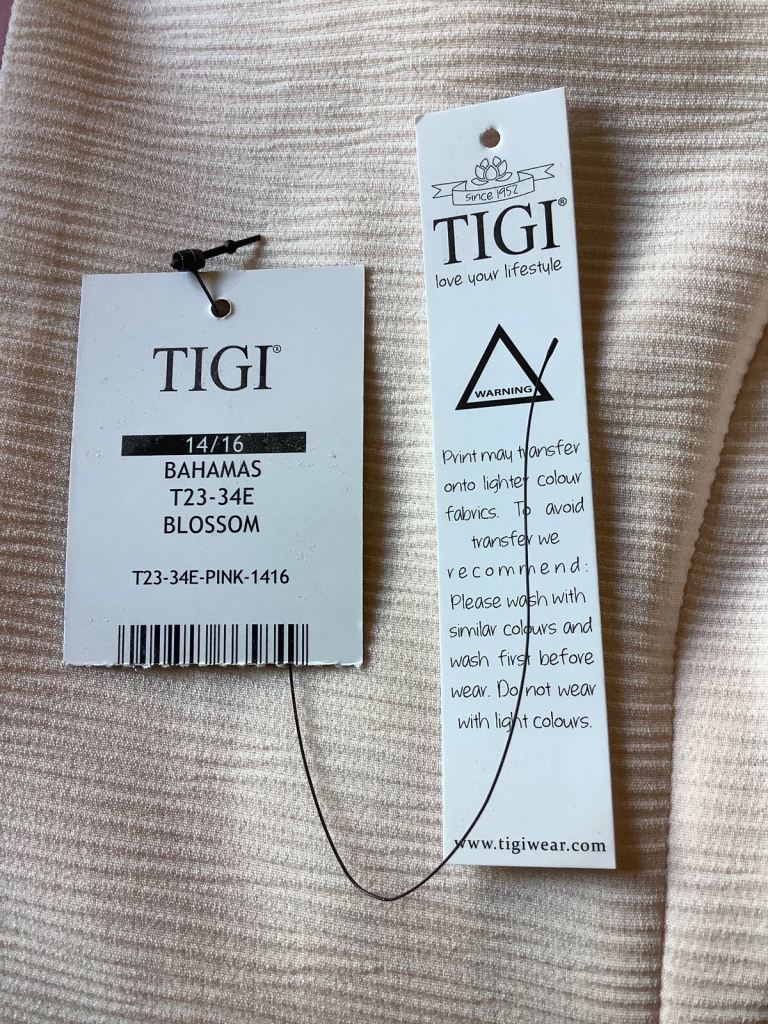 TIGI®
14/16
BAHAMAS
T23-34E
BLOSSOM
T23-34E-PINK-1416
since 1952
TIGI®
love your lifestyle
WARNING
Print may transfer
onto lighter colour
fabrics. To avoid
transfer we
recommend:
Please wash with
similar colours and
wash first before
wear. Do not wear
with light colours.
www.tigiwear.com